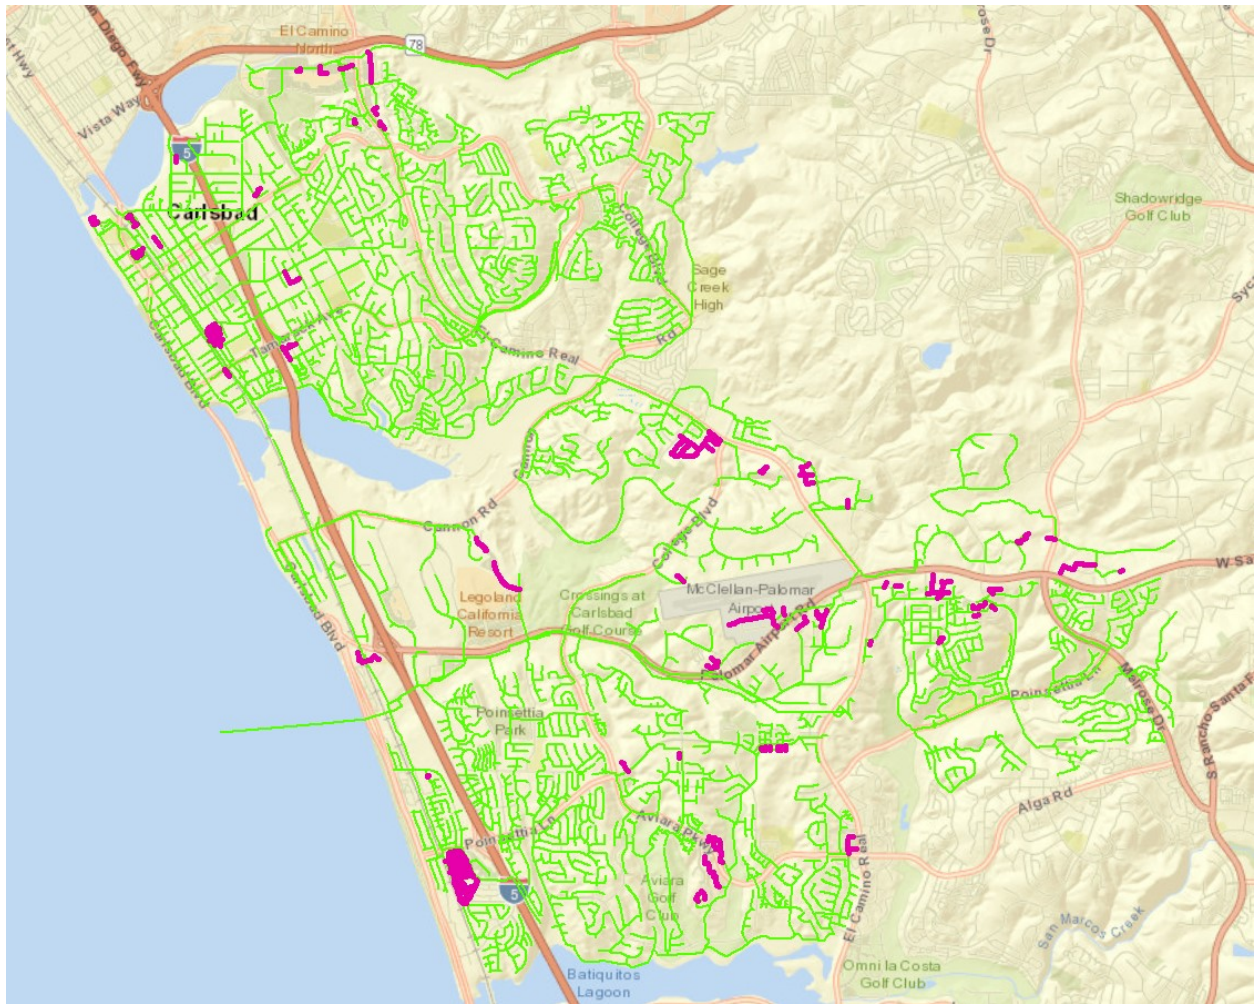 El Camino
North
78
San Diego Fwy
Vista Way
5
Carlsbad
Shadowridge
Golf Club
College Blvd
Sage
Creek
High
Tamarack Ave
El Camino Real
Rd
Carlsbad Blvd
Cannon
Cannon Rd
College Blvd
W Sa
McClellan-Palomar
Airport
Legoland
California
Resort
Crossings at
Carlsbad
Golf Course
Carlsbad Blvd
Palomar Airport Rd
Poinsettia Ln
Melrose Dr
S Rancho Santa Fe
Poinsettia
Park
Alga Rd
Poinsettia Ln
Aviara Pkwy
El Camino Real
Aviara
Golf
Club
5
San Marcos Creek
Omni la Costa
Golf Club
Batiquitos
Lagoon